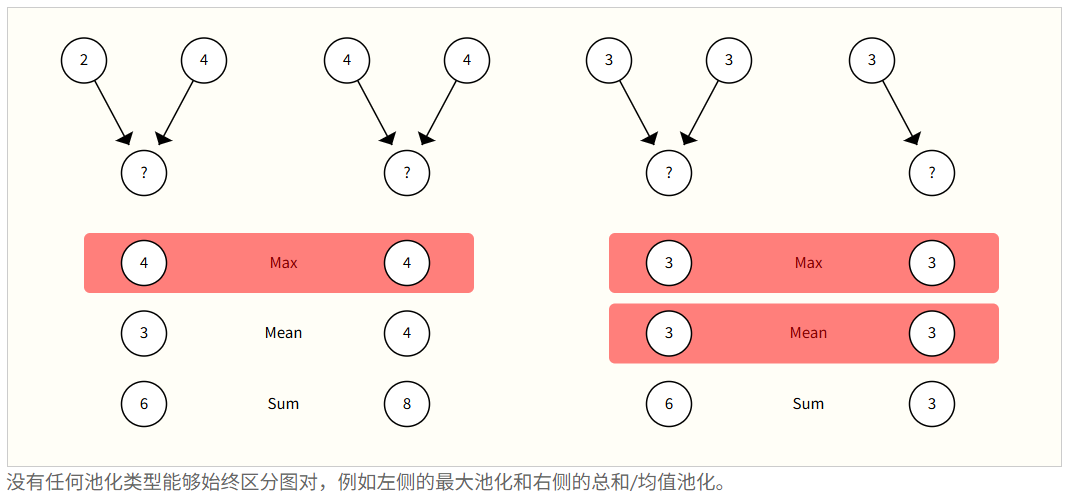 2 4 4 4 3 3 3
? ? ? ?
4 Max 4 3 Max 3
3 Mean 4 3 Mean 3
6 Sum 8 6 Sum 3
没有任何池化类型能够始终区分图对，例如左侧的最大池化和右侧的总和/均值池化。